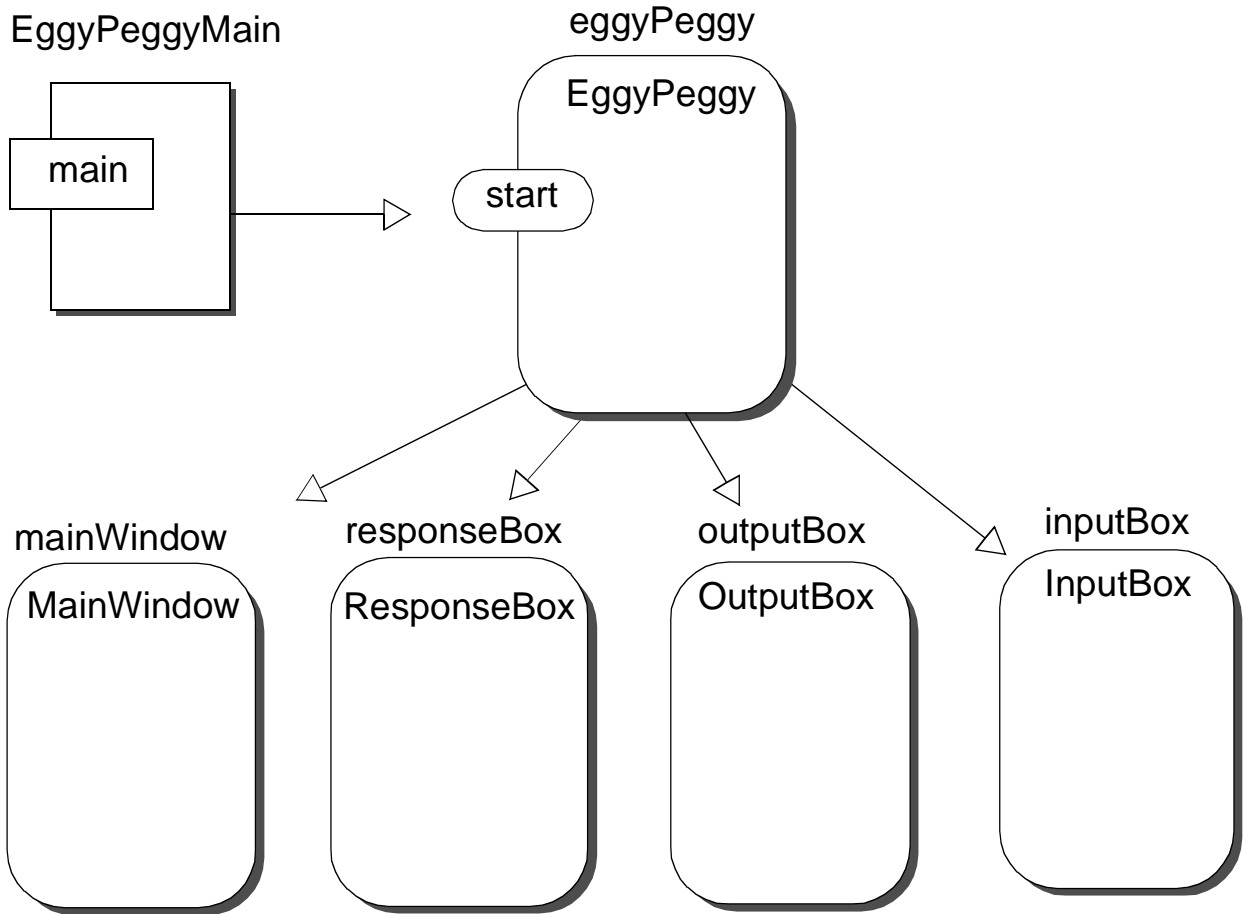 EggyPeggyMain
main
eggyPeggy
EggyPeggy
start
mainWindow
MainWindow
responseBox
ResponseBox
outputBox
OutputBox
inputBox
InputBox